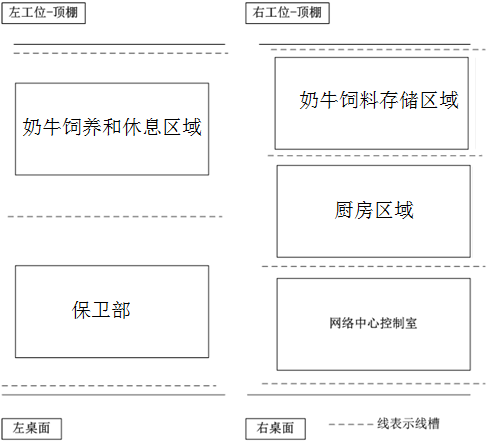 左工位-顶棚
右工位-顶棚
奶牛饲养和休息区域
奶牛饲料存储区域
厨房区域
保卫部
网络中心控制室
左桌面
右桌面
线表示线槽